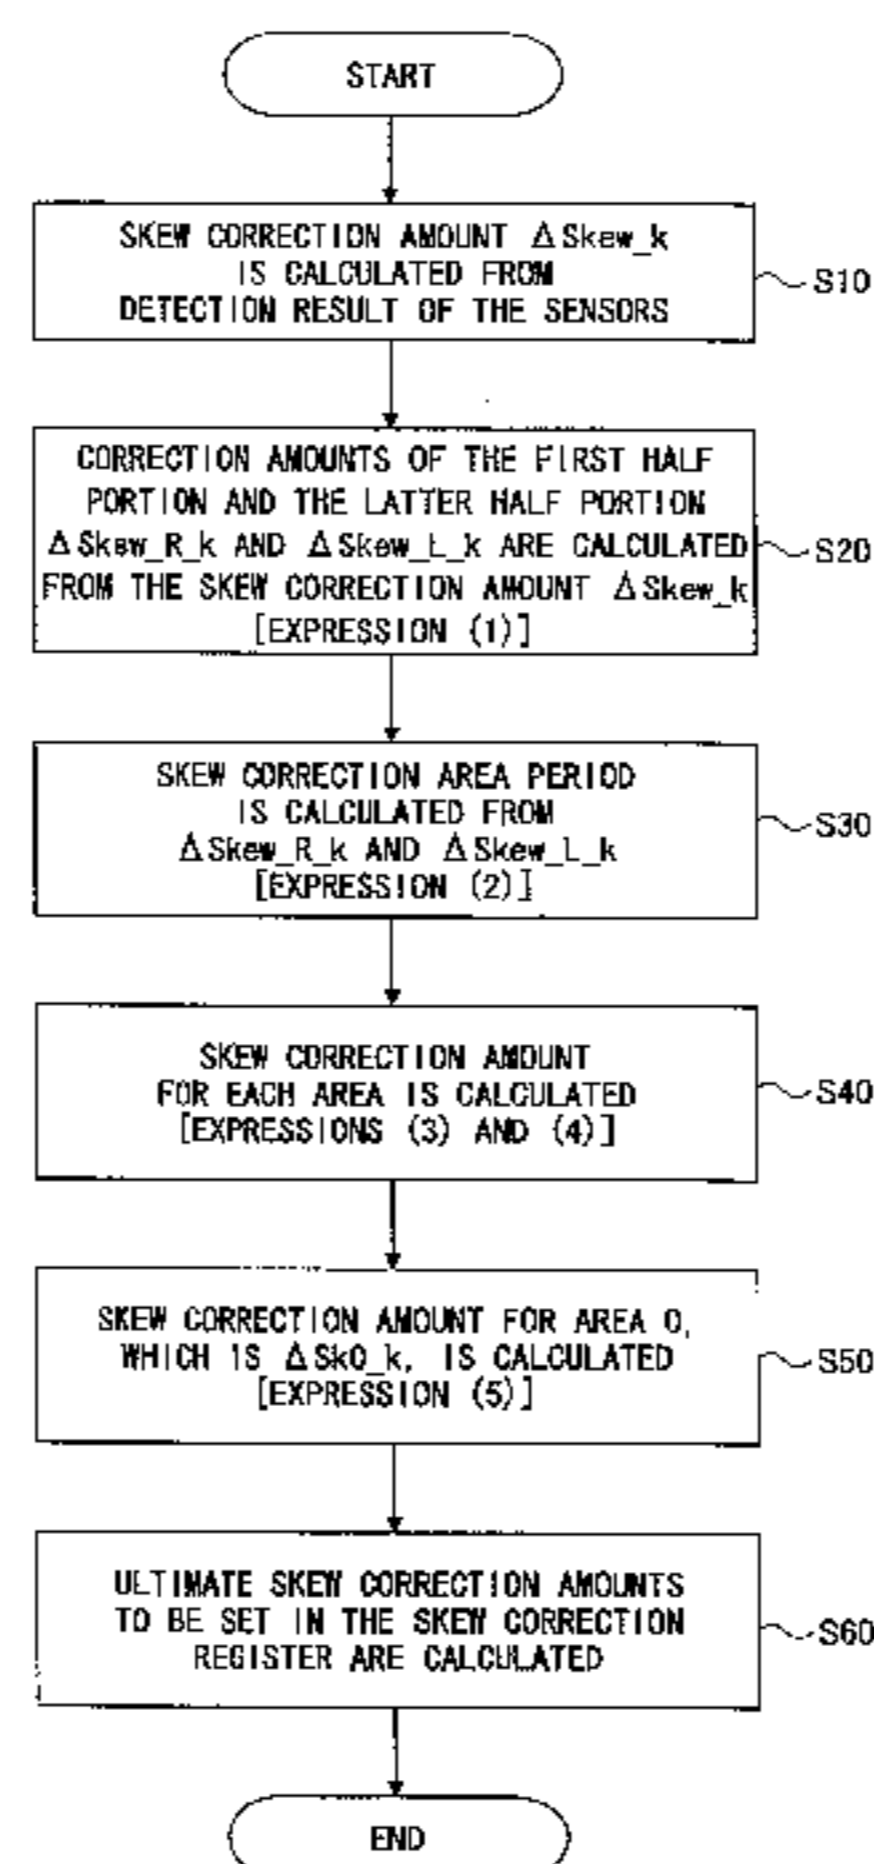 START
SKEW CORRECTION AMOUNT ΔSkew_k
IS CALCULATED FROM
DETECTION RESULT OF THE SENSORS
S10
CORRECTION AMOUNTS OF THE FIRST HALF
PORTION AND THE LATTER HALF PORTION
ΔSkew_R_k AND ΔSkew_L_k ARE CALCULATED
FROM THE SKEW CORRECTION AMOUNT ΔSkew_k
[EXPRESSION (1)]
S20
SKEW CORRECTION AREA PERIOD
IS CALCULATED FROM
ΔSkew_R_k AND ΔSkew_L_k
[EXPRESSION (2)]
S30
SKEW CORRECTION AMOUNT
FOR EACH AREA IS CALCULATED
[EXPRESSIONS (3) AND (4)]
S40
SKEW CORRECTION AMOUNT FOR AREA 0,
WHICH IS ΔSk0_k, IS CALCULATED
[EXPRESSION (5)]
S50
ULTIMATE SKEW CORRECTION AMOUNTS
TO BE SET IN THE SKEW CORRECTION
REGISTER ARE CALCULATED
S60
END